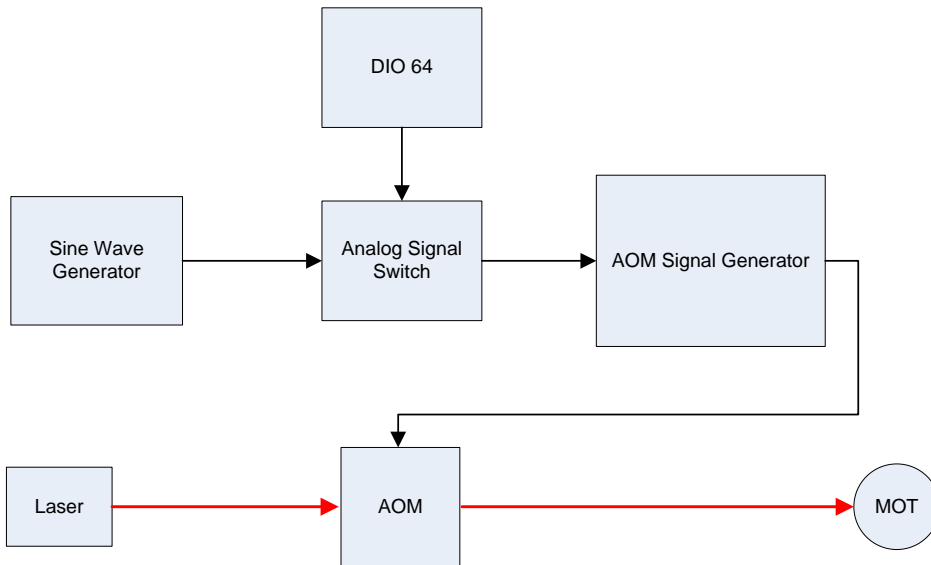 DIO 64
Sine Wave
Generator
Analog Signal
Switch
AOM Signal Generator
Laser
AOM
MOT